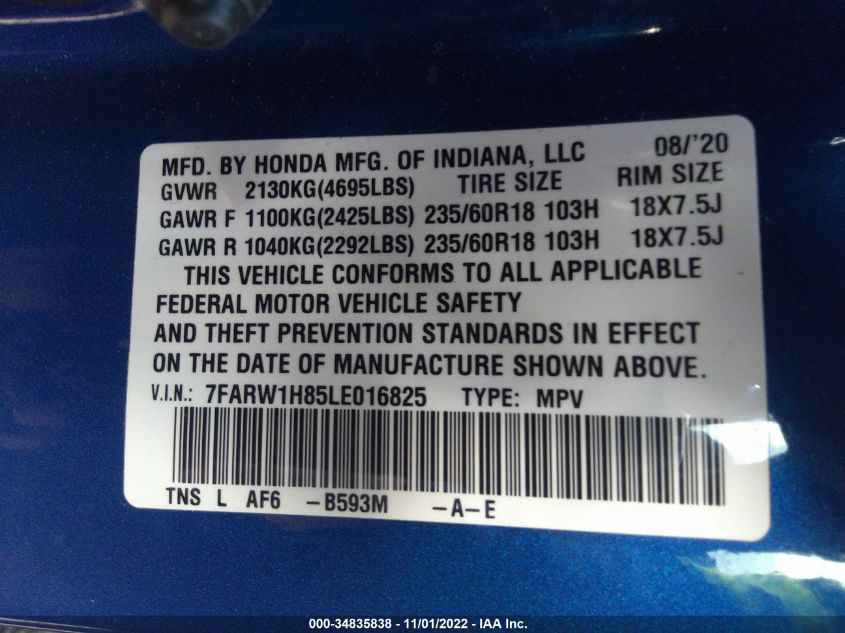 MFD. BY HONDA MFG. OF INDIANA, LLC 08/'20
GVWR 2130KG(4695LBS) TIRE SIZE RIM SIZE
GAWR F 1100KG(2425LBS) 235/60R18 103H 18X7.5J
GAWR R 1040KG(2292LBS) 235/60R18 103H 18X7.5J
THIS VEHICLE CONFORMS TO ALL APPLICABLE
FEDERAL MOTOR VEHICLE SAFETY
AND THEFT PREVENTION STANDARDS IN EFFECT
ON THE DATE OF MANUFACTURE SHOWN ABOVE.
V.I.N.: 7FARW1H85LE016825 TYPE: MPV
TNS L AF6 -B593M -A-E
000-34835838 - 11/01/2022 - IAA Inc.